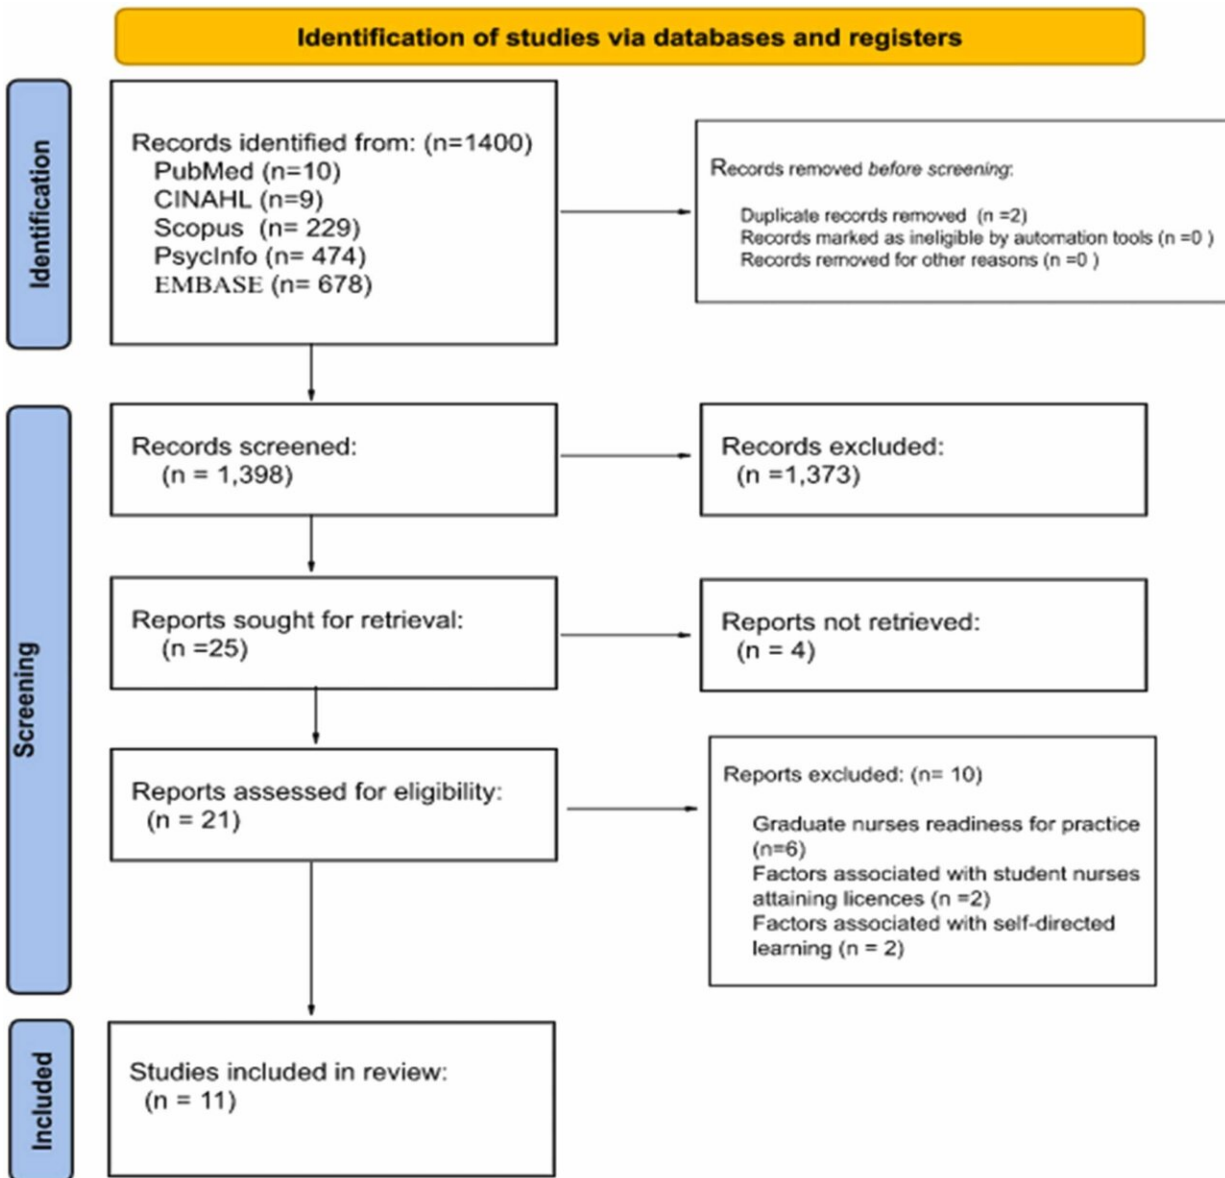 Identification of studies via databases and registers
Identification
Records identified from: (n=1400)
PubMed (n=10)
CINAHL (n=9)
Scopus (n= 229)
PsycInfo (n= 474)
EMBASE (n= 678)
Records removed before screening:
Duplicate records removed (n =2)
Records marked as ineligible by automation tools (n =0 )
Records removed for other reasons (n =0 )
Screening
Records screened:
(n = 1,398)
Records excluded:
(n =1,373)
Reports sought for retrieval:
(n =25)
Reports not retrieved:
(n = 4)
Reports assessed for eligibility:
(n = 21)
Reports excluded: (n= 10)
Graduate nurses readiness for practice
(n=6)
Factors associated with student nurses
attaining licences (n =2)
Factors associated with self-directed
learning (n = 2)
Included
Studies included in review:
(n = 11)